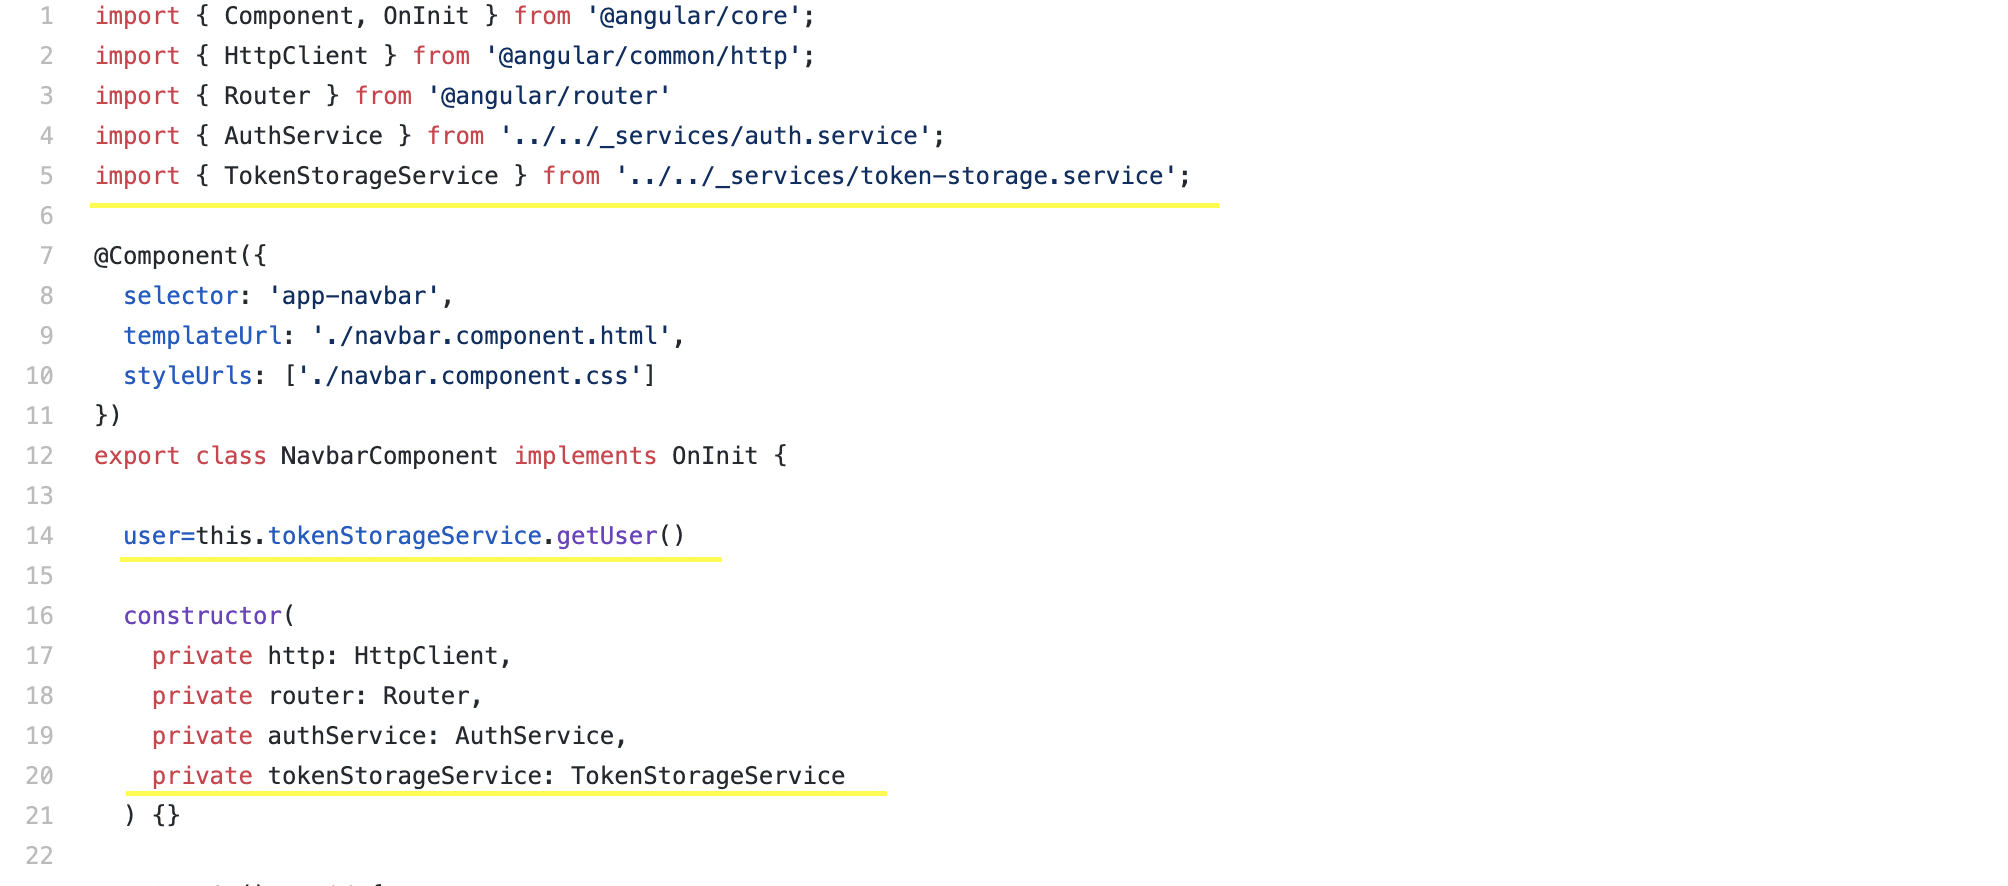 1 import { Component, OnInit } from '@angular/core';
2 import { HttpClient } from '@angular/common/http';
3 import { Router } from '@angular/router'
4 import { AuthService } from '../../_services/auth.service';
5 import { TokenStorageService } from '../../_services/token-storage.service';
6
7 @Component({
8   selector: 'app-navbar',
9   templateUrl: './navbar.component.html',
10   styleUrls: ['./navbar.component.css']
11 })
12 export class NavbarComponent implements OnInit {
13
14   user=this.tokenStorageService.getUser()
15
16   constructor(
17     private http: HttpClient,
18     private router: Router,
19     private authService: AuthService,
20     private tokenStorageService: TokenStorageService
21   ) {}
22